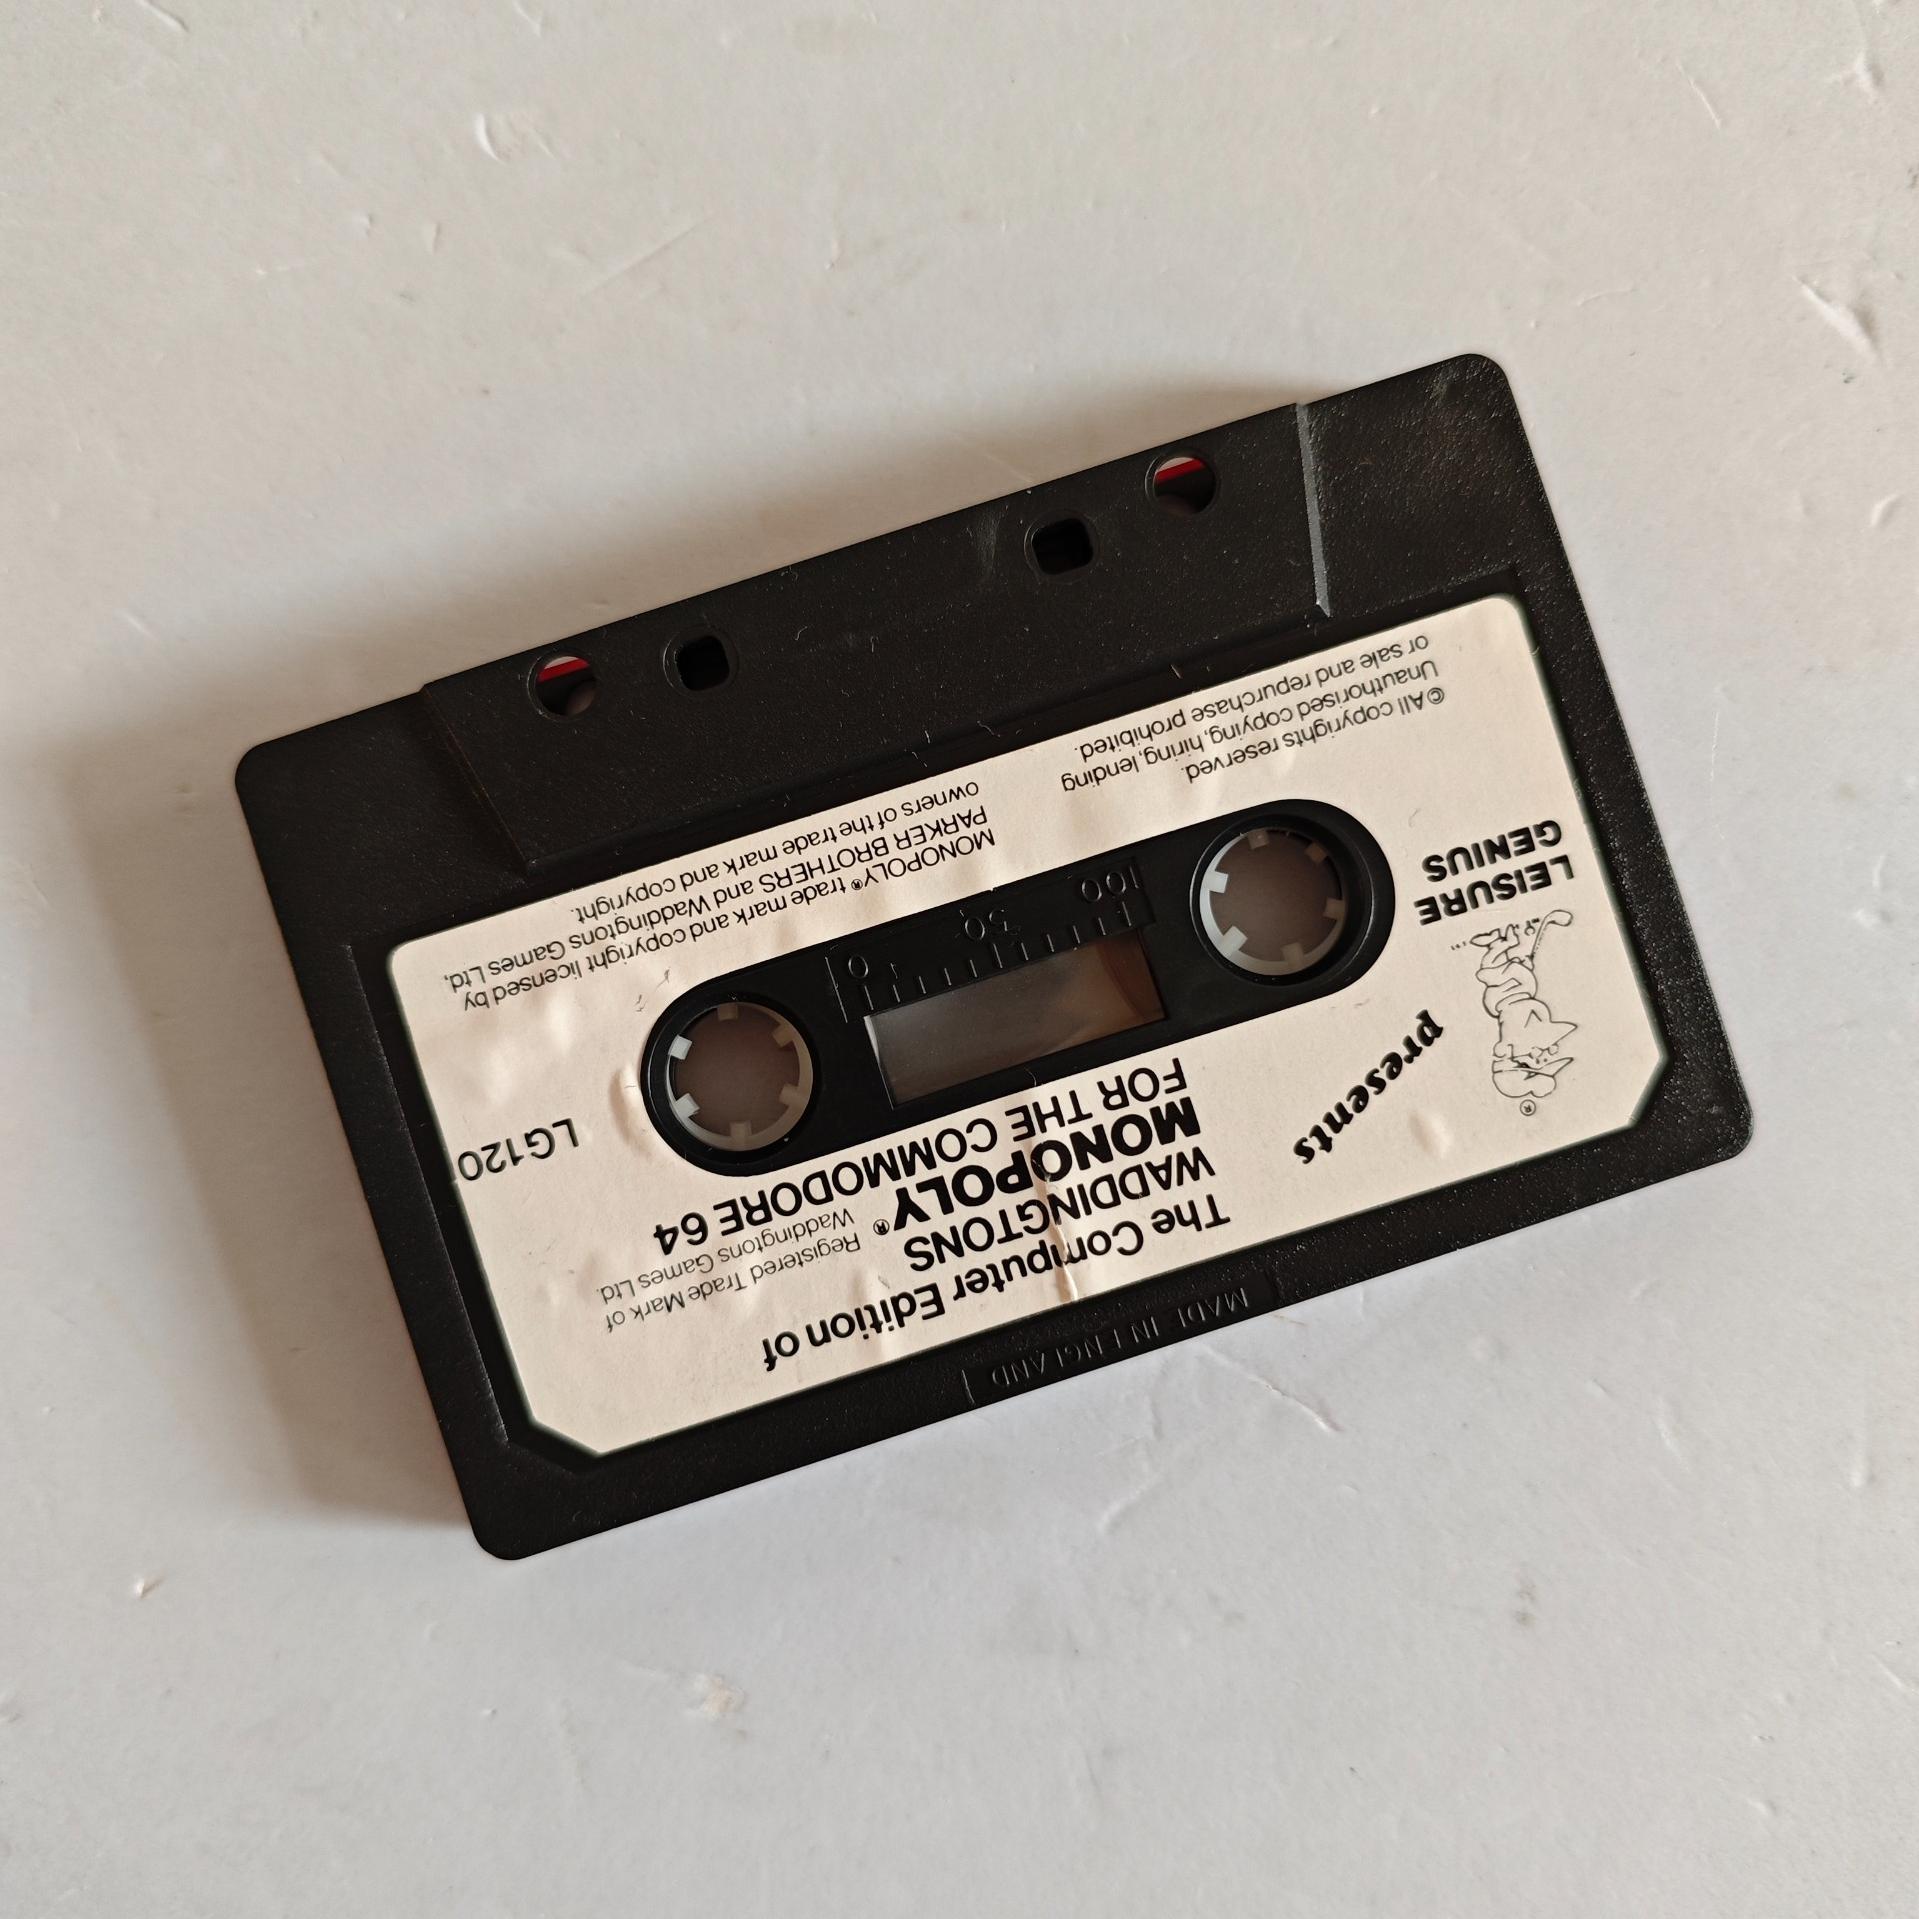 MADE IN ENGLAND
The Computer Edition of
WADDINGTONS
MONOPOLY®
Registered Trade Mark of
Waddingtons Games Ltd.
FOR THE COMMODORE 64
presents
®
LEISURE
GENIUS
LG120
0 50 100
MONOPOLY® trade mark and copyright licensed by
PARKER BROTHERS and Waddingtons Games Ltd,
owners of the trade mark and copyright.
© All copyrights reserved.
Unauthorised copying, hiring, lending
or sale and repurchase prohibited.